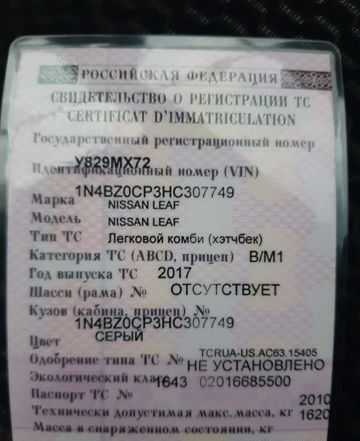 РОССИЙСКАЯ ФЕДЕРАЦИЯ
СВИДЕТЕЛЬСТВО О РЕГИСТРАЦИИ ТС
CERTIFICAT D'IMMATRICULATION
Государственный регистрационный номер
У829МХ72
Идентификационный номер (VIN)
1N4BZ0CP3HC307749
Марка NISSAN LEAF
Модель NISSAN LEAF
Тип ТС Легковой комби (хэтчбек)
Категория ТС (ABCD, прицеп) B/M1
Год выпуска ТС 2017
Шасси (рама) № ОТСУТСТВУЕТ
Кузов (кабина, прицеп) №
1N4BZ0CP3HC307749
Цвет СЕРЫЙ
TCRUA-US.AC63.15405
Одобрение типа ТС № НЕ УСТАНОВЛЕНО
Экологический класс
Паспорт ТС № 1643 02016685500
2010
Технически допустимая макс. масса, кг 1620
Масса в снаряженном состоянии, кг